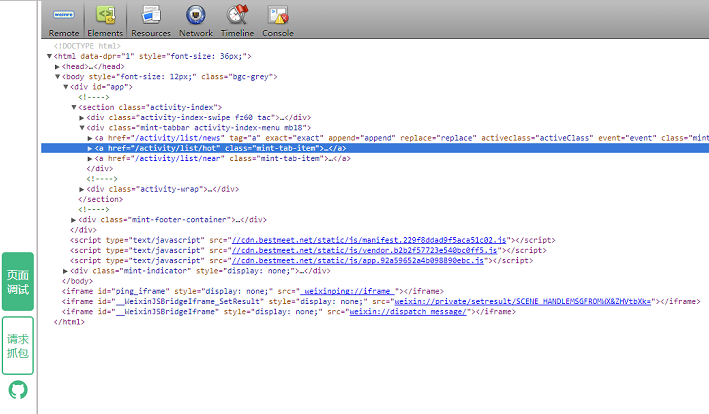 weinre
Remote Elements Resources Network Timeline Console
<!DOCTYPE html>
▼<html data-dpr="1" style="font-size: 36px;">
▶<head>…</head>
▼<body style="font-size: 12px;" class="bgc-grey">
▼<div id="app">
<!---->
▼<section class="activity-index">
▶<div class="activity-index-swipe fz60 tac">…</div>
▼<div class="mint-tabbar activity-index-menu mb18">
▶<a href="/activity/list/news" tag="a" exact="exact" append="append" replace="replace" activeclass="activeClass" event="event" class="mint
▶<a href="/activity/list/hot" class="mint-tab-item">…</a>
▶<a href="/activity/list/near" class="mint-tab-item">…</a>
</div>
<!---->
▶<div class="activity-wrap">…</div>
</section>
<!---->
▶<div class="mint-footer-container">…</div>
</div>
<script type="text/javascript" src="//cdn.bestmeet.net/static/js/manifest.229f8ddad9f5aca51c02.js"></script>
<script type="text/javascript" src="//cdn.bestmeet.net/static/js/vendor.b2b2f57723e540bc0ff5.js"></script>
<script type="text/javascript" src="//cdn.bestmeet.net/static/js/app.92a59652a4b098890ebc.js"></script>
▶<div class="mint-indicator" style="display: none;">…</div>
</body>
<iframe id="ping_iframe" style="display: none;" src="_weixinping://iframe_"></iframe>
<iframe id="__WeixinJSBridgeIframe_SetResult" style="display: none;" src="weixin://private/setresult/SCENE_HANDLEMSGFROMWX&ZHVtbXk="></iframe>
<iframe id="__WeixinJSBridgeIframe" style="display: none;" src="weixin://dispatch_message/"></iframe>
</html>
页面
调试
请求
抓包